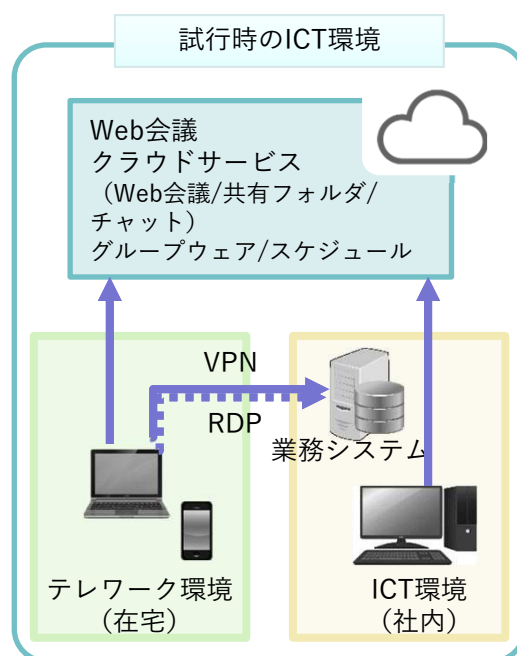 試行時のICT環境
Web会議
クラウドサービス
（Web会議/共有フォルダ/
チャット）
グループウェア/スケジュール
VPN
RDP
業務システム
テレワーク環境
（在宅）
ICT環境
（社内）